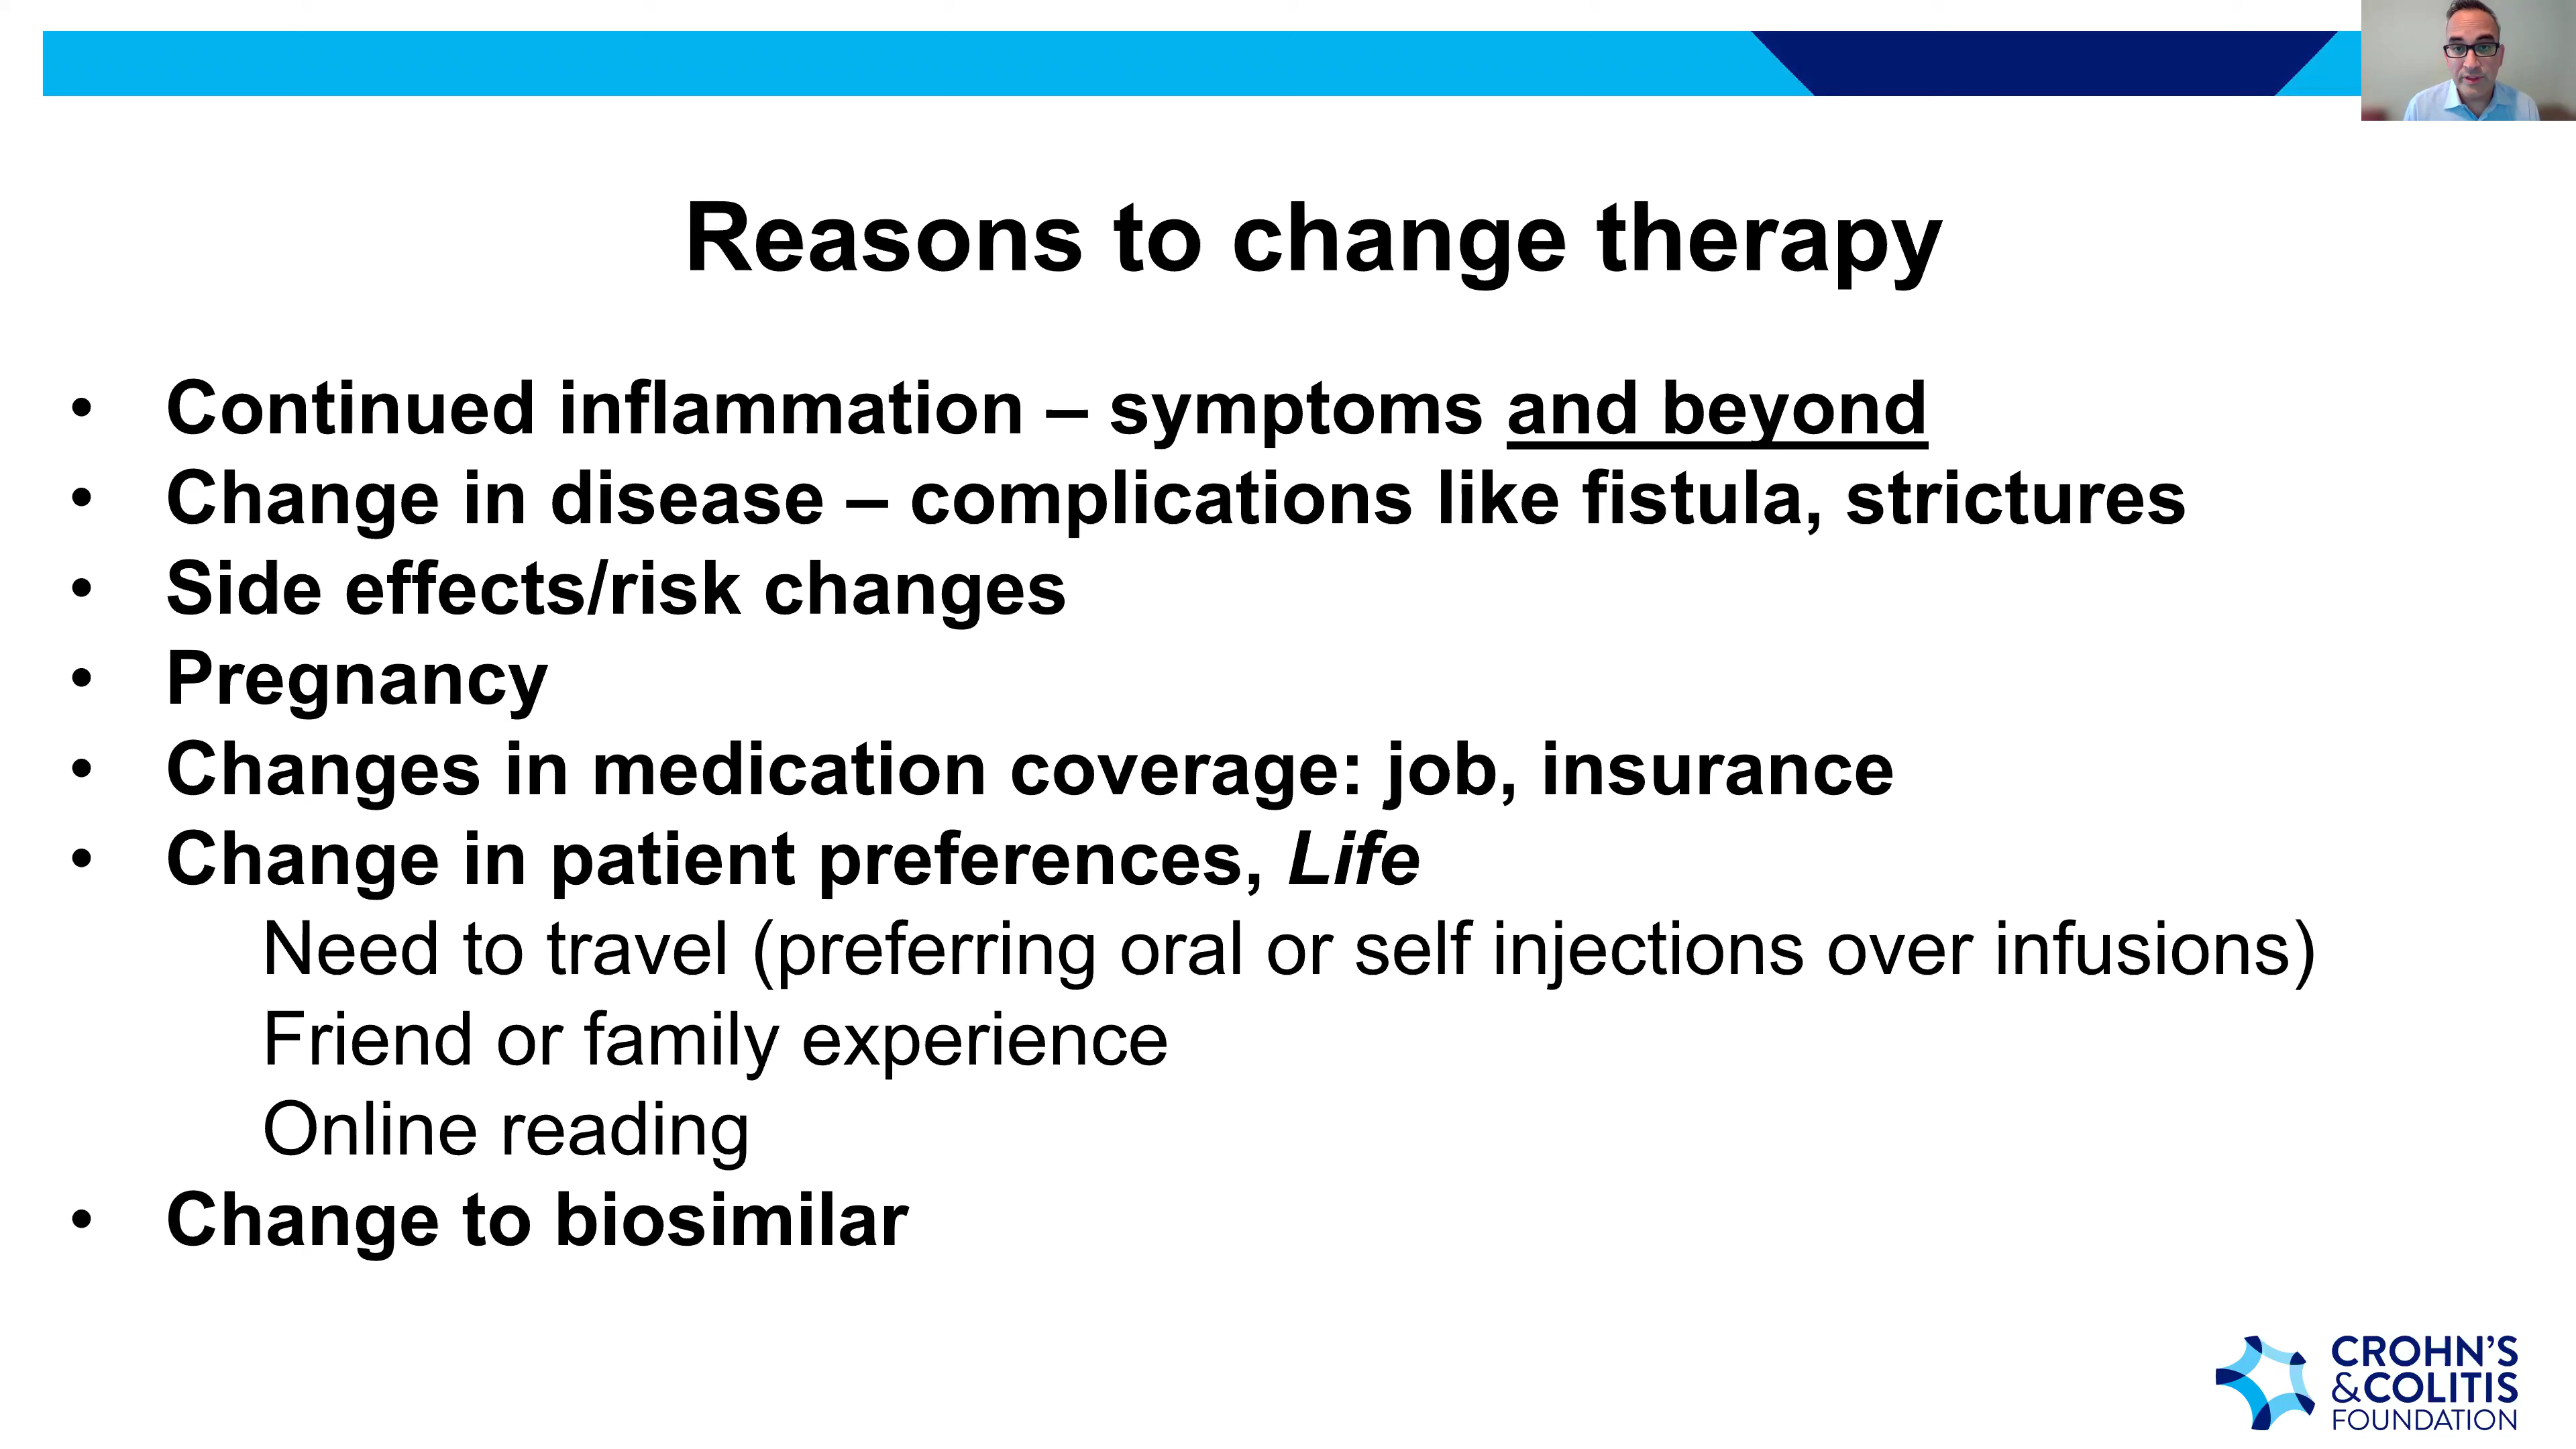 Reasons to change therapy
• Continued inflammation – symptoms and beyond
• Change in disease – complications like fistula, strictures
• Side effects/risk changes
• Pregnancy
• Changes in medication coverage: job, insurance
• Change in patient preferences, Life
Need to travel (preferring oral or self injections over infusions)
Friend or family experience
Online reading
• Change to biosimilar
CROHN'S
&COLITIS
FOUNDATION